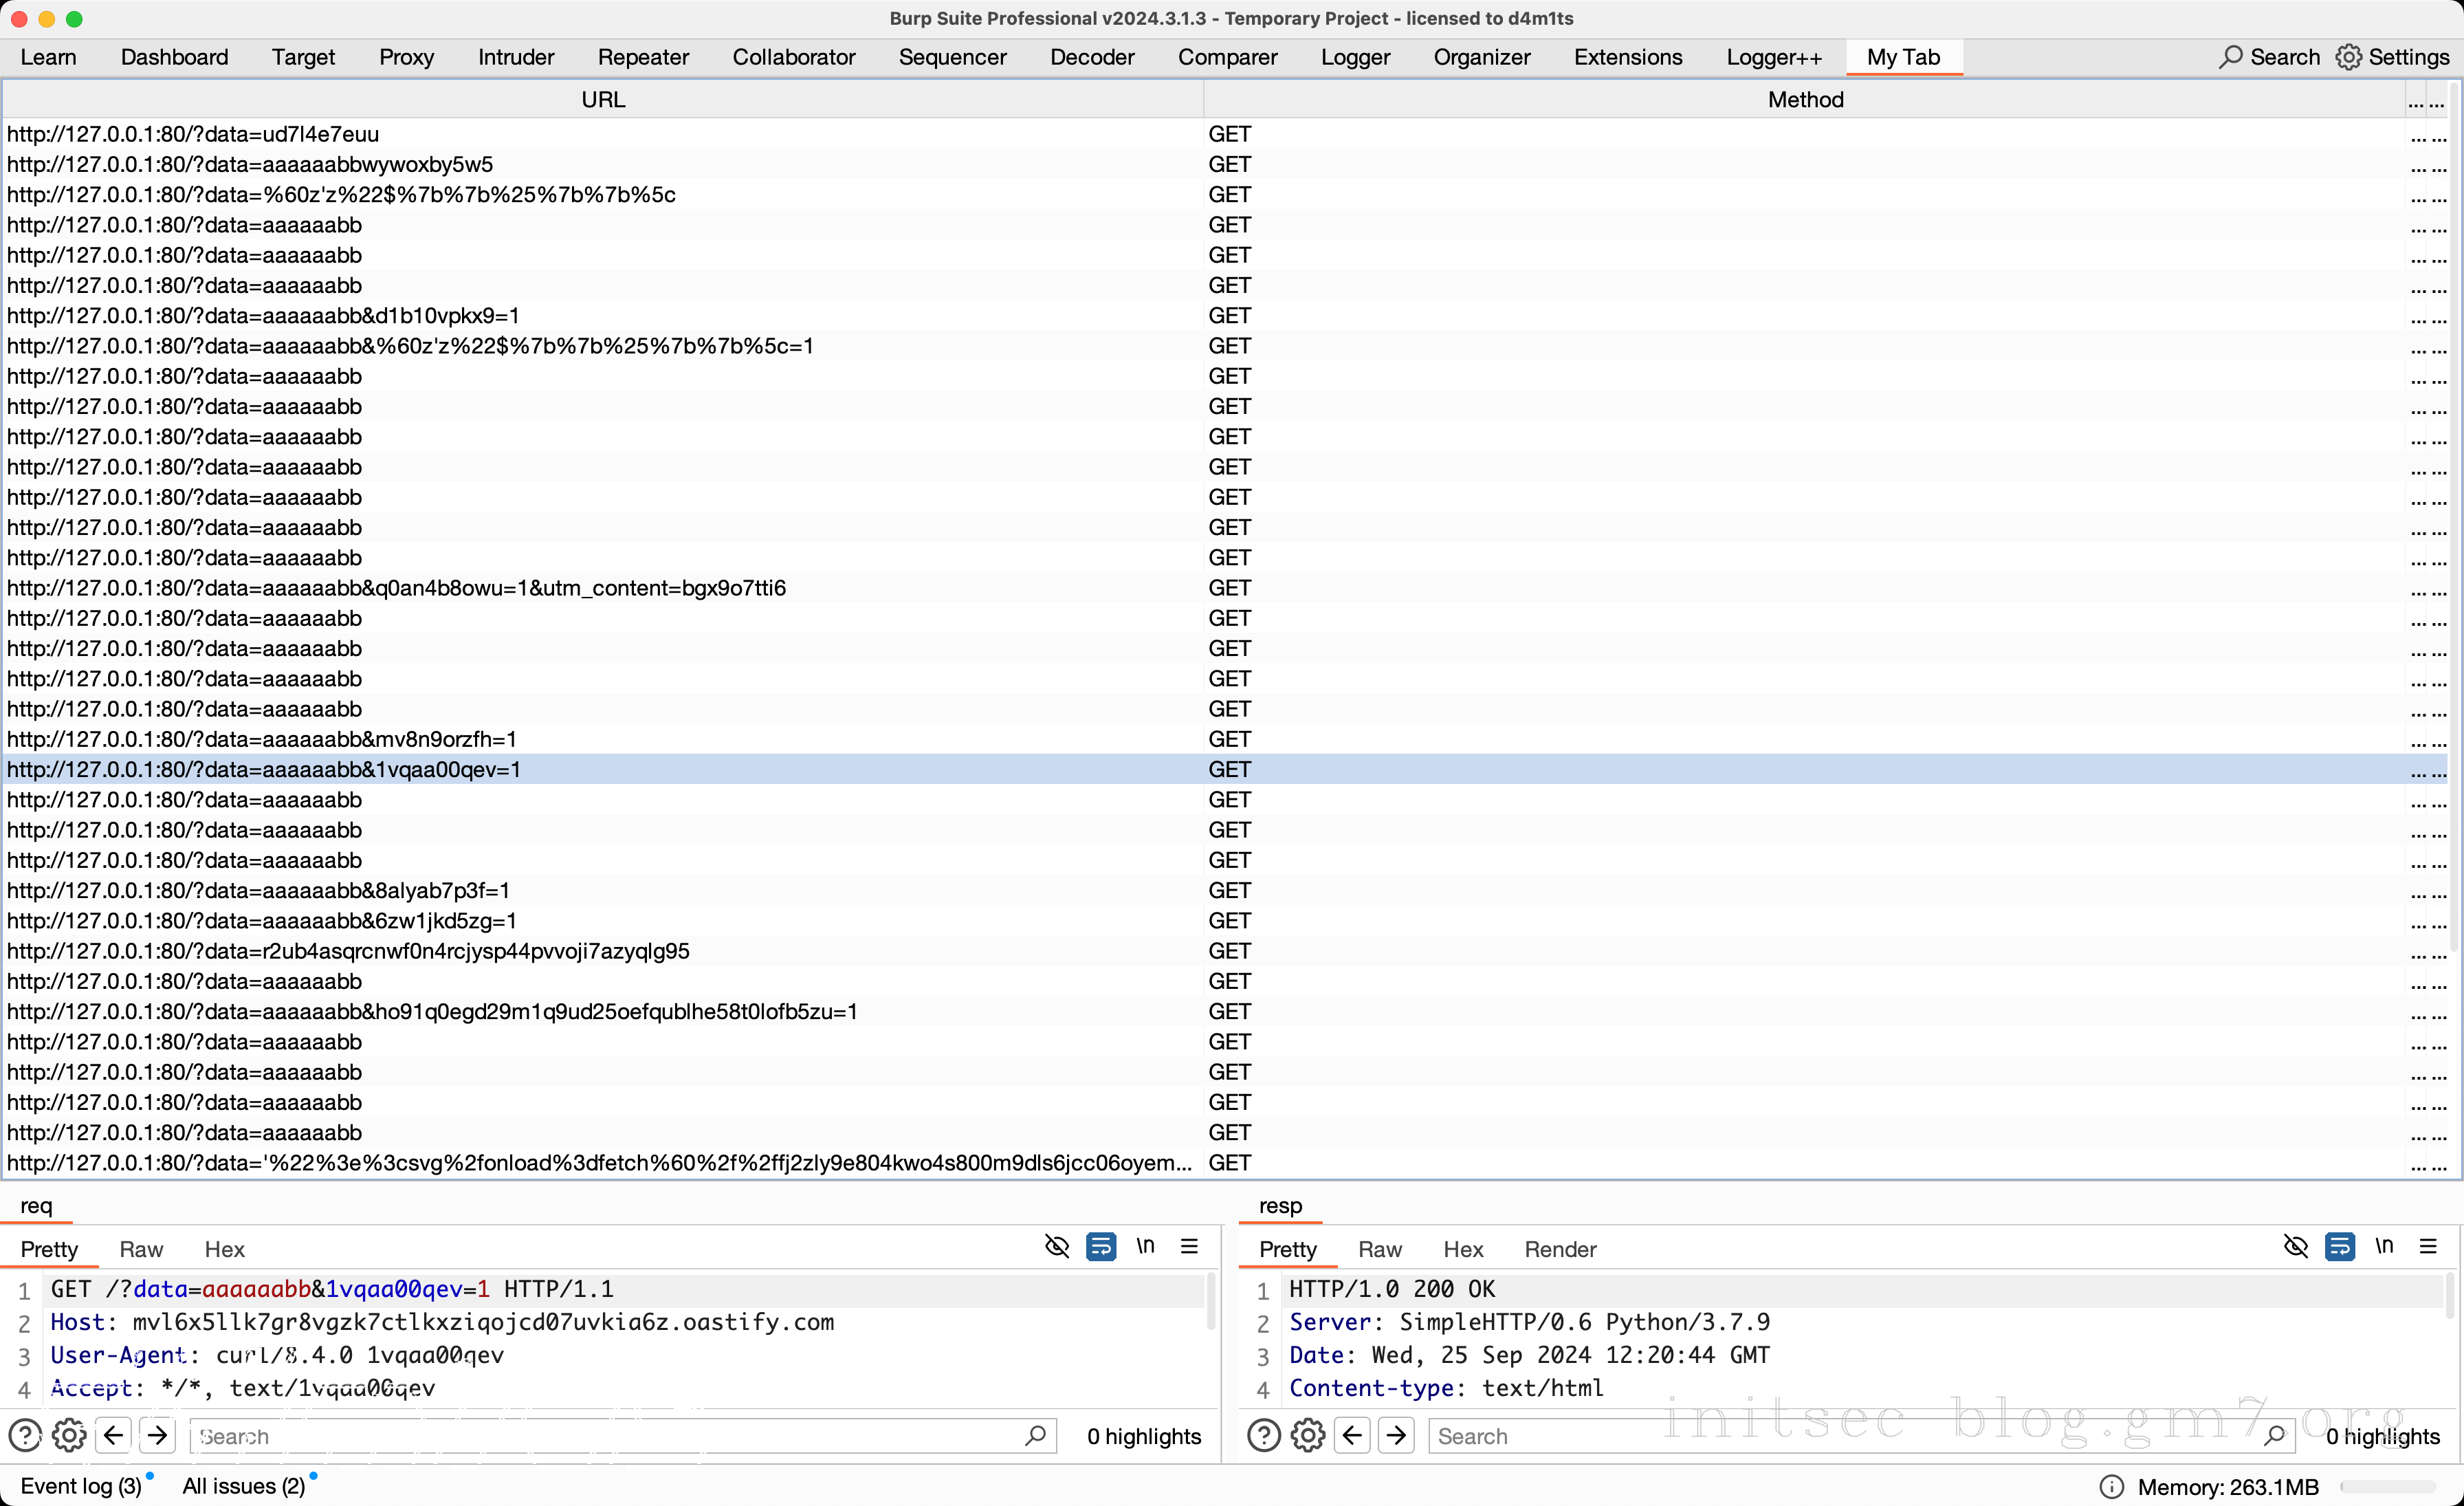 Burp Suite Professional v2024.3.1.3 - Temporary Project - licensed to d4m1ts
Learn Dashboard Target Proxy Intruder Repeater Collaborator Sequencer Decoder Comparer Logger Organizer Extensions Logger++ My Tab Search Settings
URL Method ... ...
http://127.0.0.1:80/?data=ud7l4e7euu GET ... ...
http://127.0.0.1:80/?data=aaaaaabbwywoxby5w5 GET ... ...
http://127.0.0.1:80/?data=%60z'z%22$%7b%7b%25%7b%7b%5c GET ... ...
http://127.0.0.1:80/?data=aaaaaabb GET ... ...
http://127.0.0.1:80/?data=aaaaaabb GET ... ...
http://127.0.0.1:80/?data=aaaaaabb GET ... ...
http://127.0.0.1:80/?data=aaaaaabb&d1b10vpkx9=1 GET ... ...
http://127.0.0.1:80/?data=aaaaaabb&%60z'z%22$%7b%7b%25%7b%7b%5c=1 GET ... ...
http://127.0.0.1:80/?data=aaaaaabb GET ... ...
http://127.0.0.1:80/?data=aaaaaabb GET ... ...
http://127.0.0.1:80/?data=aaaaaabb GET ... ...
http://127.0.0.1:80/?data=aaaaaabb GET ... ...
http://127.0.0.1:80/?data=aaaaaabb GET ... ...
http://127.0.0.1:80/?data=aaaaaabb GET ... ...
http://127.0.0.1:80/?data=aaaaaabb GET ... ...
http://127.0.0.1:80/?data=aaaaaabb&q0an4b8owu=1&utm_content=bgx9o7tti6 GET ... ...
http://127.0.0.1:80/?data=aaaaaabb GET ... ...
http://127.0.0.1:80/?data=aaaaaabb GET ... ...
http://127.0.0.1:80/?data=aaaaaabb GET ... ...
http://127.0.0.1:80/?data=aaaaaabb GET ... ...
http://127.0.0.1:80/?data=aaaaaabb&mv8n9orzfh=1 GET ... ...
http://127.0.0.1:80/?data=aaaaaabb&1vqaa00qev=1 GET ... ...
http://127.0.0.1:80/?data=aaaaaabb GET ... ...
http://127.0.0.1:80/?data=aaaaaabb GET ... ...
http://127.0.0.1:80/?data=aaaaaabb GET ... ...
http://127.0.0.1:80/?data=aaaaaabb&8alyab7p3f=1 GET ... ...
http://127.0.0.1:80/?data=aaaaaabb&6zw1jkd5zg=1 GET ... ...
http://127.0.0.1:80/?data=r2ub4asqrcnwf0n4rcjysp44pvvoji7azyqlg95 GET ... ...
http://127.0.0.1:80/?data=aaaaaabb GET ... ...
http://127.0.0.1:80/?data=aaaaaabb&ho91q0egd29m1q9ud25oefqublhe58t0lofb5zu=1 GET ... ...
http://127.0.0.1:80/?data=aaaaaabb GET ... ...
http://127.0.0.1:80/?data=aaaaaabb GET ... ...
http://127.0.0.1:80/?data=aaaaaabb GET ... ...
http://127.0.0.1:80/?data=aaaaaabb GET ... ...
http://127.0.0.1:80/?data='%22%3e%3csvg%2fonload%3dfetch%60%2f%2ffj2zly9e804kwo4s800m9dls6jcc06oyem... GET ... ...
req
Pretty Raw Hex \n
1 GET /?data=aaaaaabb&1vqaa00qev=1 HTTP/1.1
2 Host: mvl6x5llk7gr8vgzk7ctlkxziqojcd07uvkia6z.oastify.com
3 User-Agent: curl/8.4.0 1vqaa00qev
4 Accept: */*, text/1vqaa00qev
Search 0 highlights
resp
Pretty Raw Hex Render \n
1 HTTP/1.0 200 OK
2 Server: SimpleHTTP/0.6 Python/3.7.9
3 Date: Wed, 25 Sep 2024 12:20:44 GMT
4 Content-type: text/html
initsec blog.gm7.org
Search 0 highlights
Event log (3) All issues (2) Memory: 263.1MB